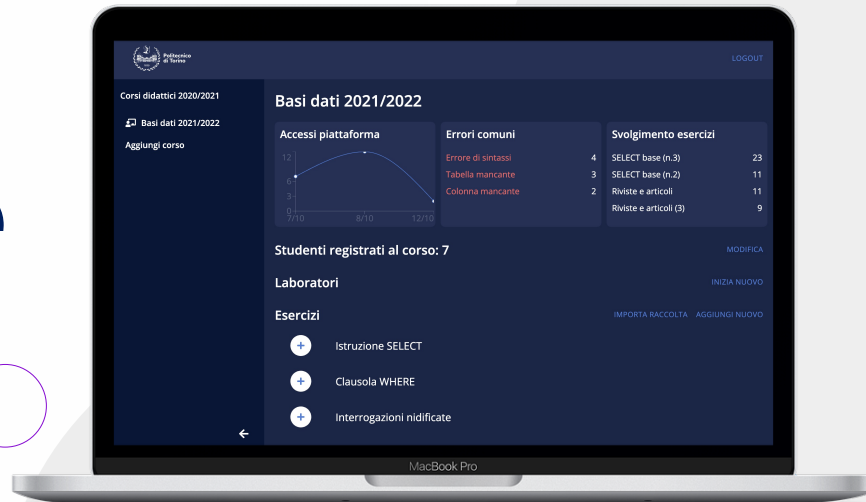 Politecnico
di Torino
LOGOUT
Corsi didattici 2020/2021
Basi dati 2021/2022
Aggiungi corso
Basi dati 2021/2022
Accessi piattaforma
12
6
3
0
7/10 8/10 12/10
Errori comuni
Errore di sintassi 4
Tabella mancante 3
Colonna mancante 2
Svolgimento esercizi
SELECT base (n.3) 23
SELECT base (n.2) 11
Riviste e articoli 11
Riviste e articoli (3) 9
Studenti registrati al corso: 7 MODIFICA
Laboratori INIZIA NUOVO
Esercizi IMPORTA RACCOLTA AGGIUNGI NUOVO
+ Istruzione SELECT
+ Clausola WHERE
+ Interrogazioni nidificate
MacBook Pro